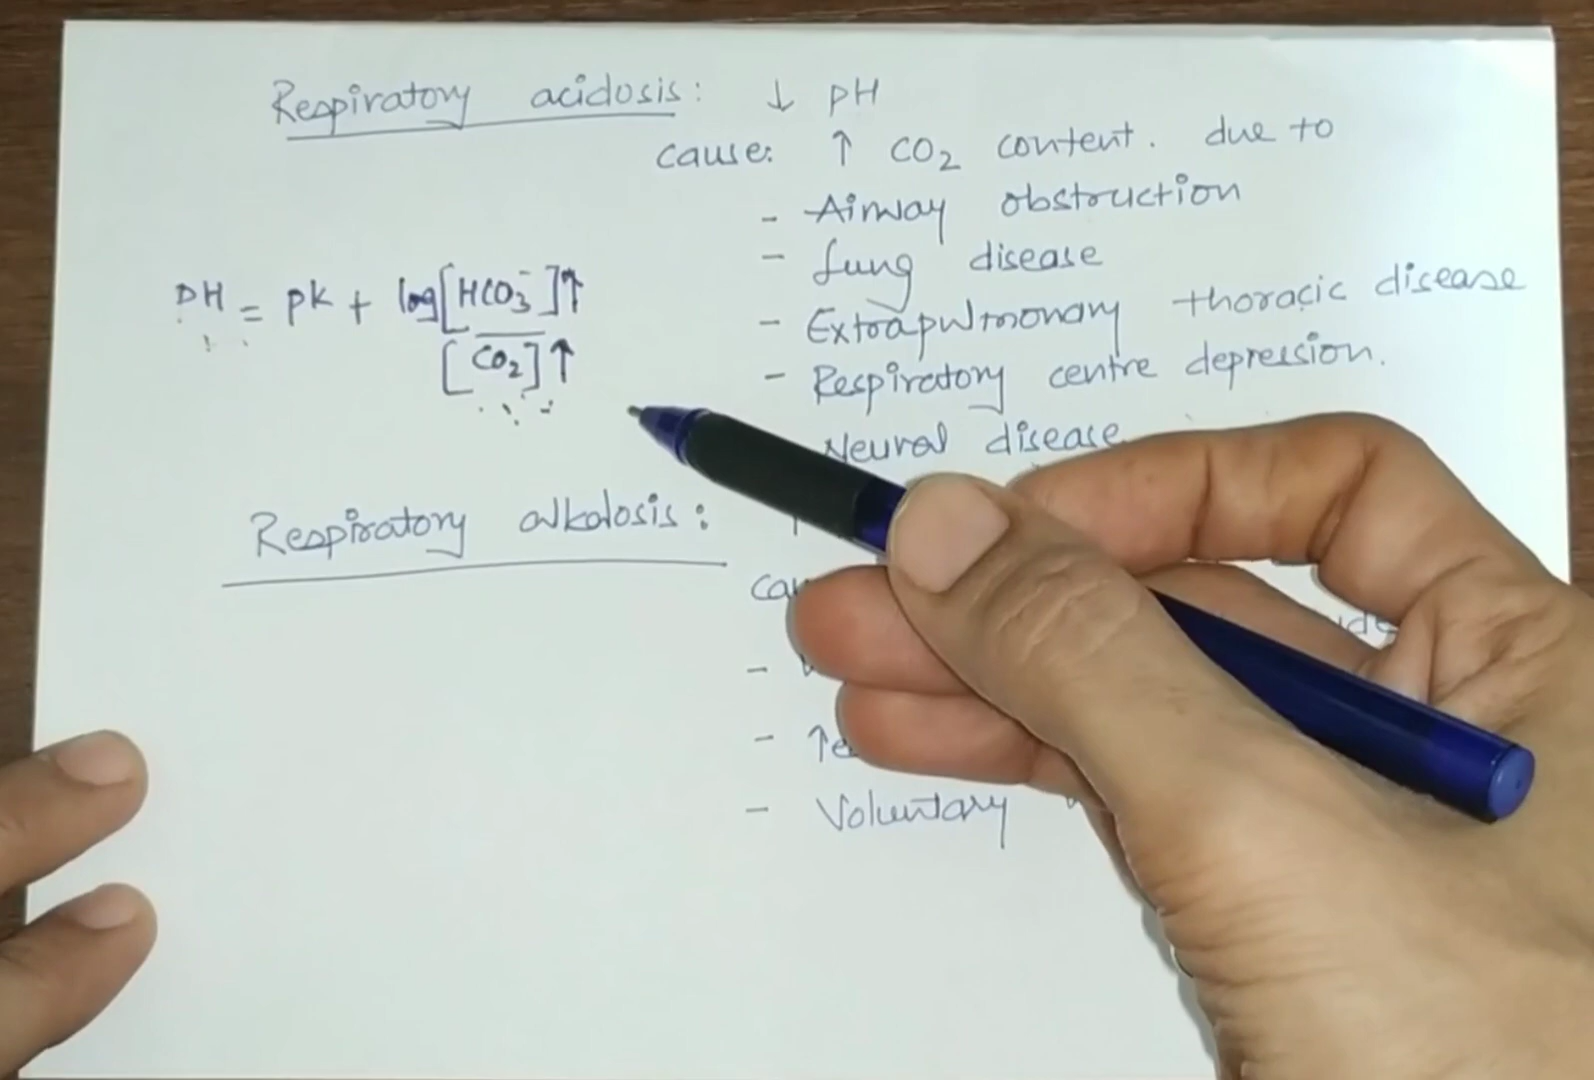 Respiratory acidosis: ↓ pH
cause: ↑ CO2 content. due to
- Airway obstruction
- Lung disease
- Extrapulmonary thoracic disease
- Respiratory centre depression.
Neural disease
pH = pk + log[HCO3-]↑
[CO2]↑
Respiratory alkalosis:
-
- ↑
- Voluntary